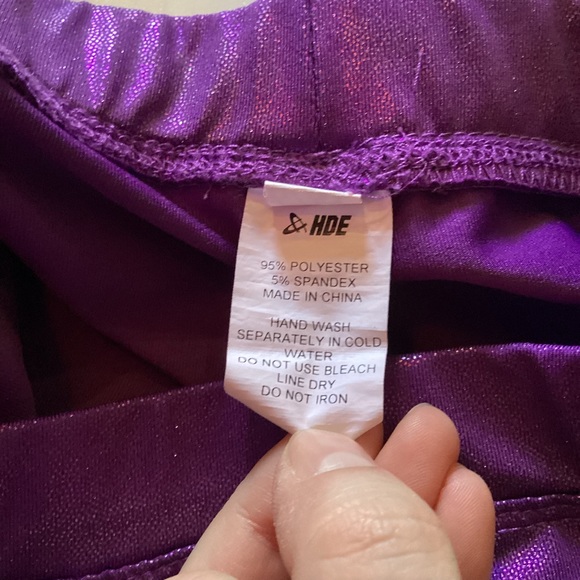 HDE
95% POLYESTER
5% SPANDEX
MADE IN CHINA
HAND WASH
SEPARATELY IN COLD
WATER
DO NOT USE BLEACH
LINE DRY
DO NOT IRON